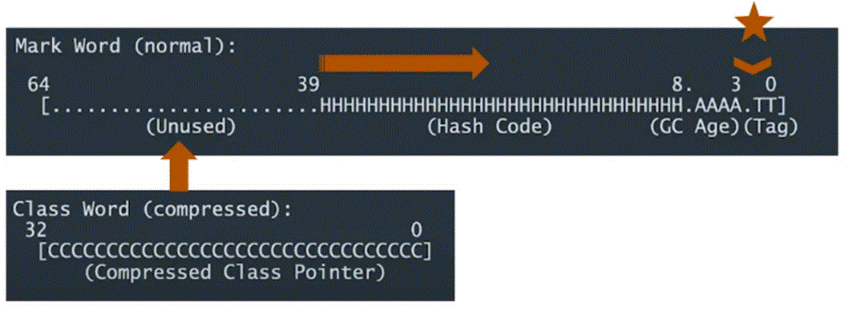 Mark Word (normal):
64 39 8. 3 0
[.......................HHHHHHHHHHHHHHHHHHHHHHHHHHHHHHH.AAAA.TT]
(Unused) (Hash Code) (GC Age)(Tag)
Class Word (compressed):
32 0
[CCCCCCCCCCCCCCCCCCCCCCCCCCCCCCCC]
(Compressed Class Pointer)